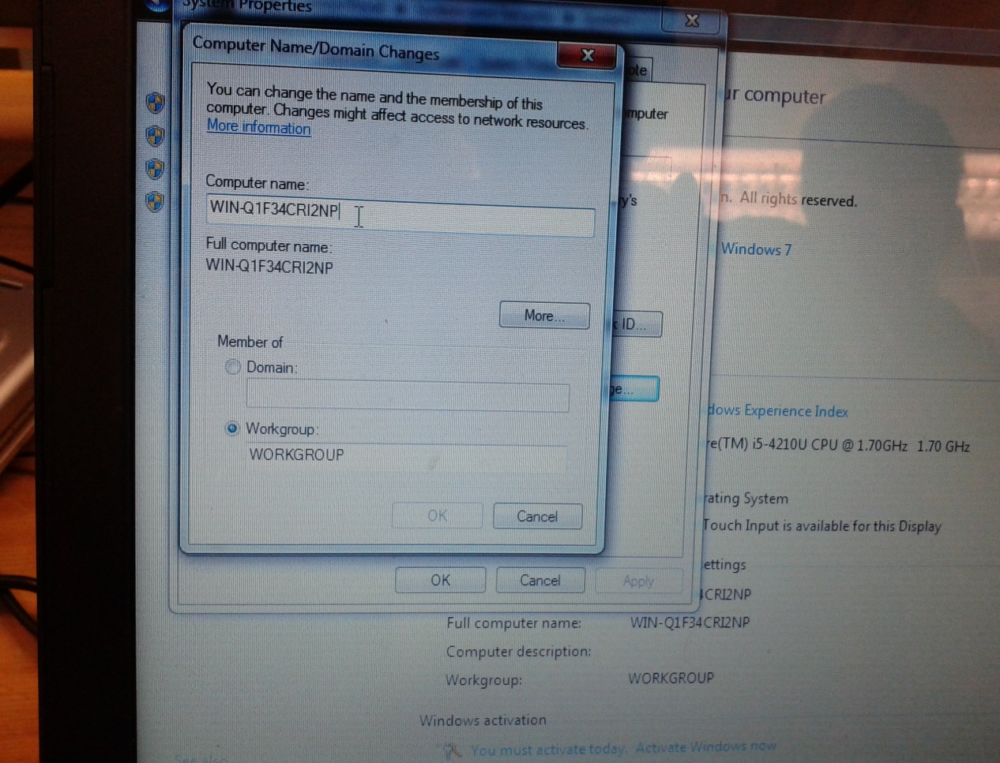 System Properties
Computer Name/Domain Changes
You can change the name and the membership of this
computer. Changes might affect access to network resources.
More information
Computer name:
WIN-Q1F34CRI2NP
Full computer name:
WIN-Q1F34CRI2NP
More...
Member of
Domain:
Workgroup:
WORKGROUP
OK
Cancel
OK
Cancel
Apply
ote
mputer
y's
ID...
ge...
ur computer
n. All rights reserved.
Windows 7
dows Experience Index
re(TM) i5-4210U CPU @ 1.70GHz 1.70 GHz
rating System
Touch Input is available for this Display
ettings
CRI2NP
Full computer name: WIN-Q1F34CRI2NP
Computer description:
Workgroup: WORKGROUP
Windows activation
You must activate today. Activate Windows now
See also